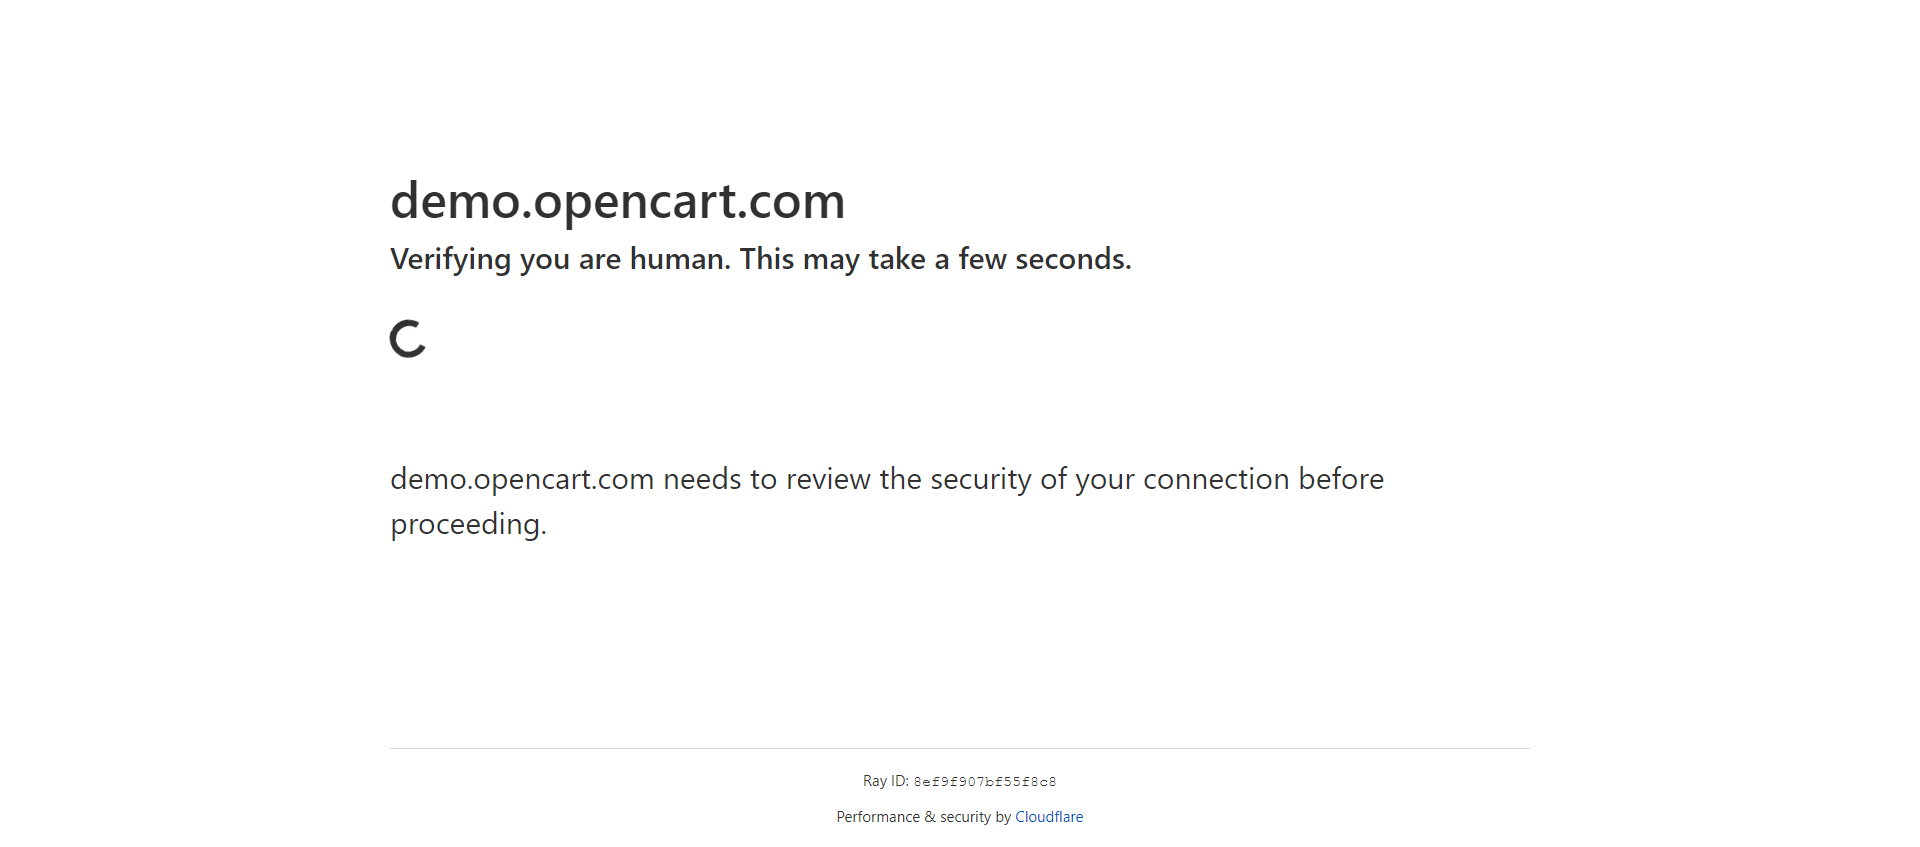 demo.opencart.com
Verifying you are human. This may take a few seconds.
demo.opencart.com needs to review the security of your connection before
proceeding.
Ray ID: 8ef9f907bf55f8c8
Performance & security by Cloudflare